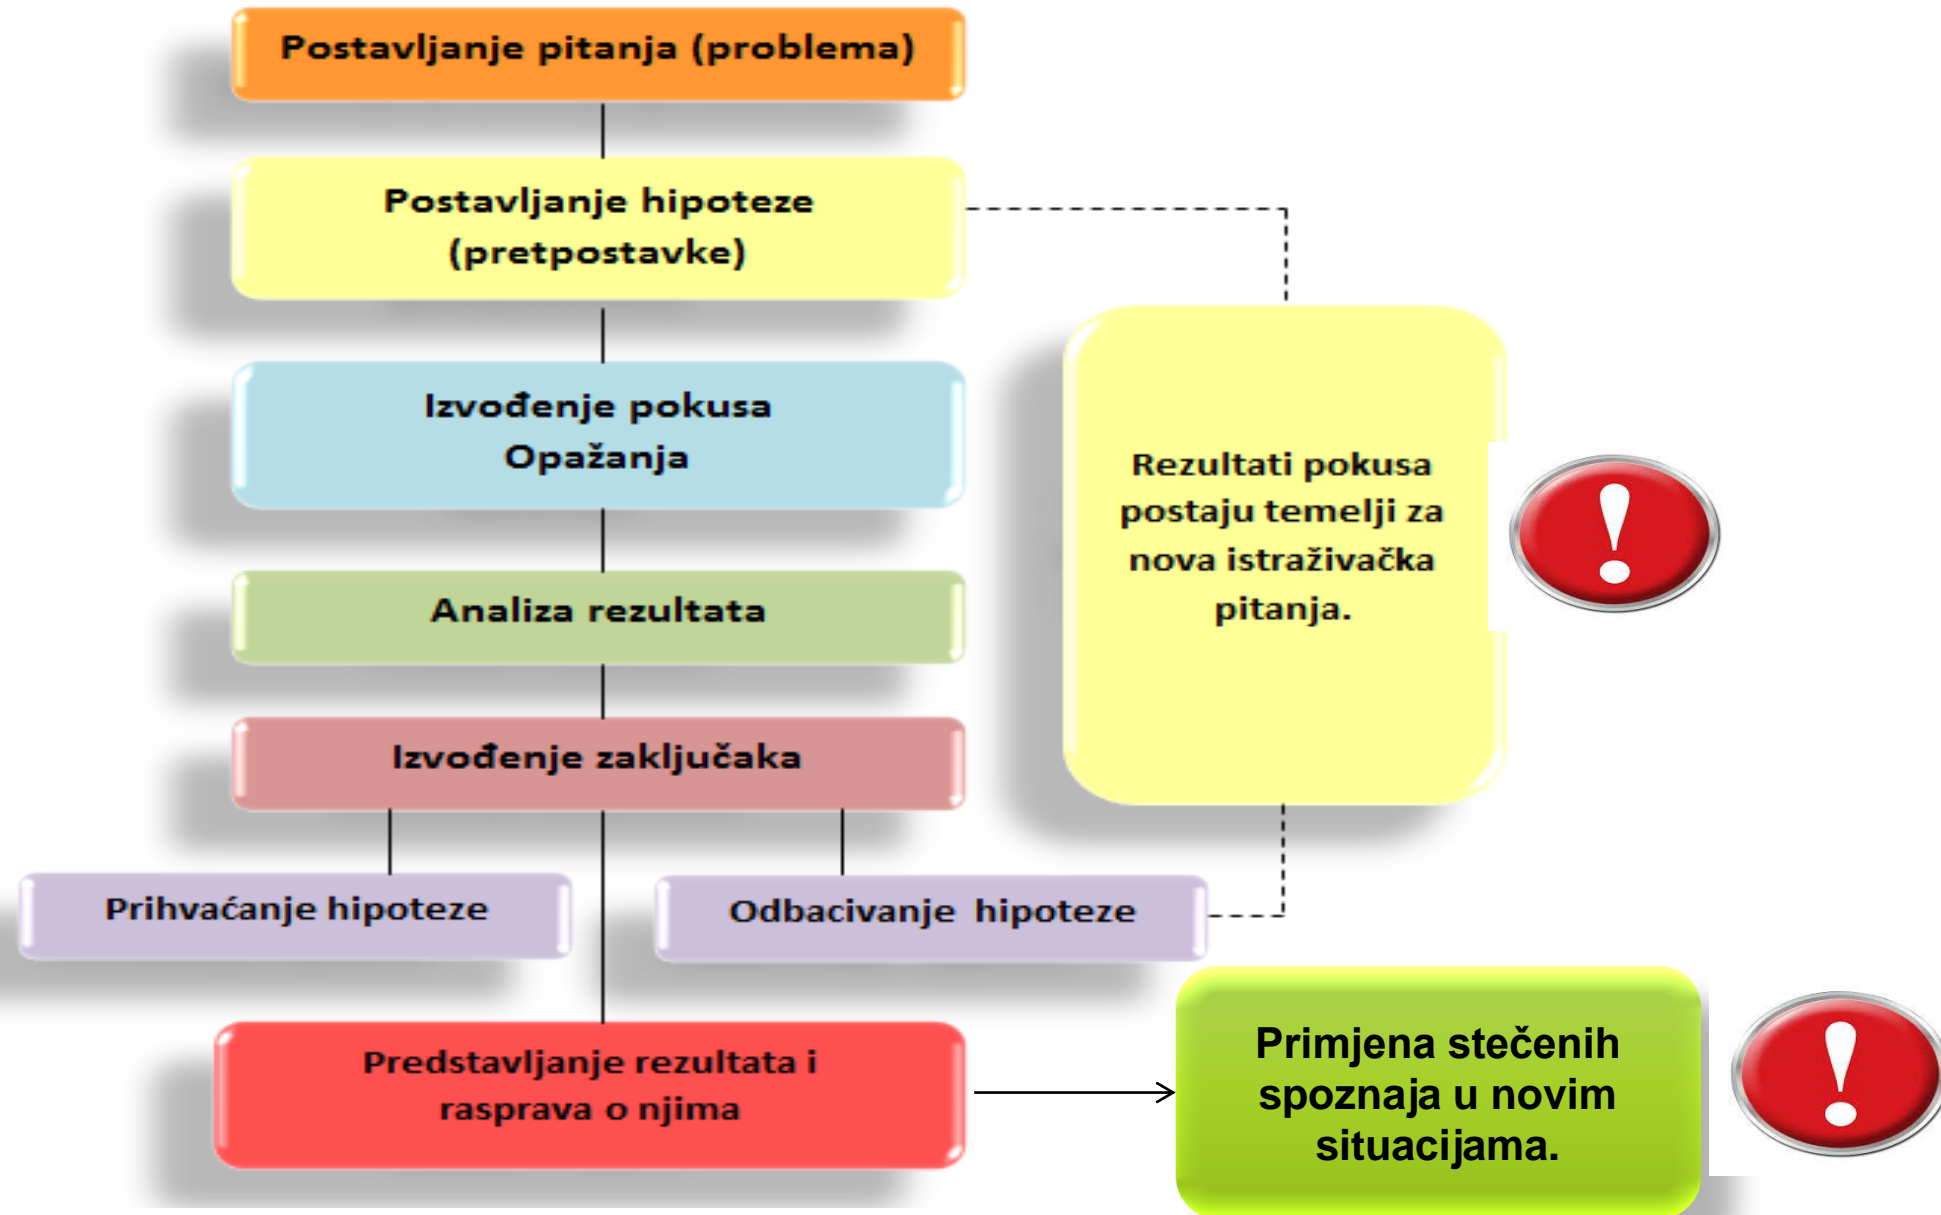 Postavljanje pitanja (problema)
Postavljanje hipoteze
(pretpostavke)
Izvođenje pokusa
Opažanja
Rezultati pokusa
postaju temelji za
nova istraživačka
pitanja.
!
Analiza rezultata
Izvođenje zaključaka
Prihvaćanje hipoteze
Odbacivanje hipoteze
Predstavljanje rezultata i
rasprava o njima
Primjena stečenih
spoznaja u novim
situacijama.
!